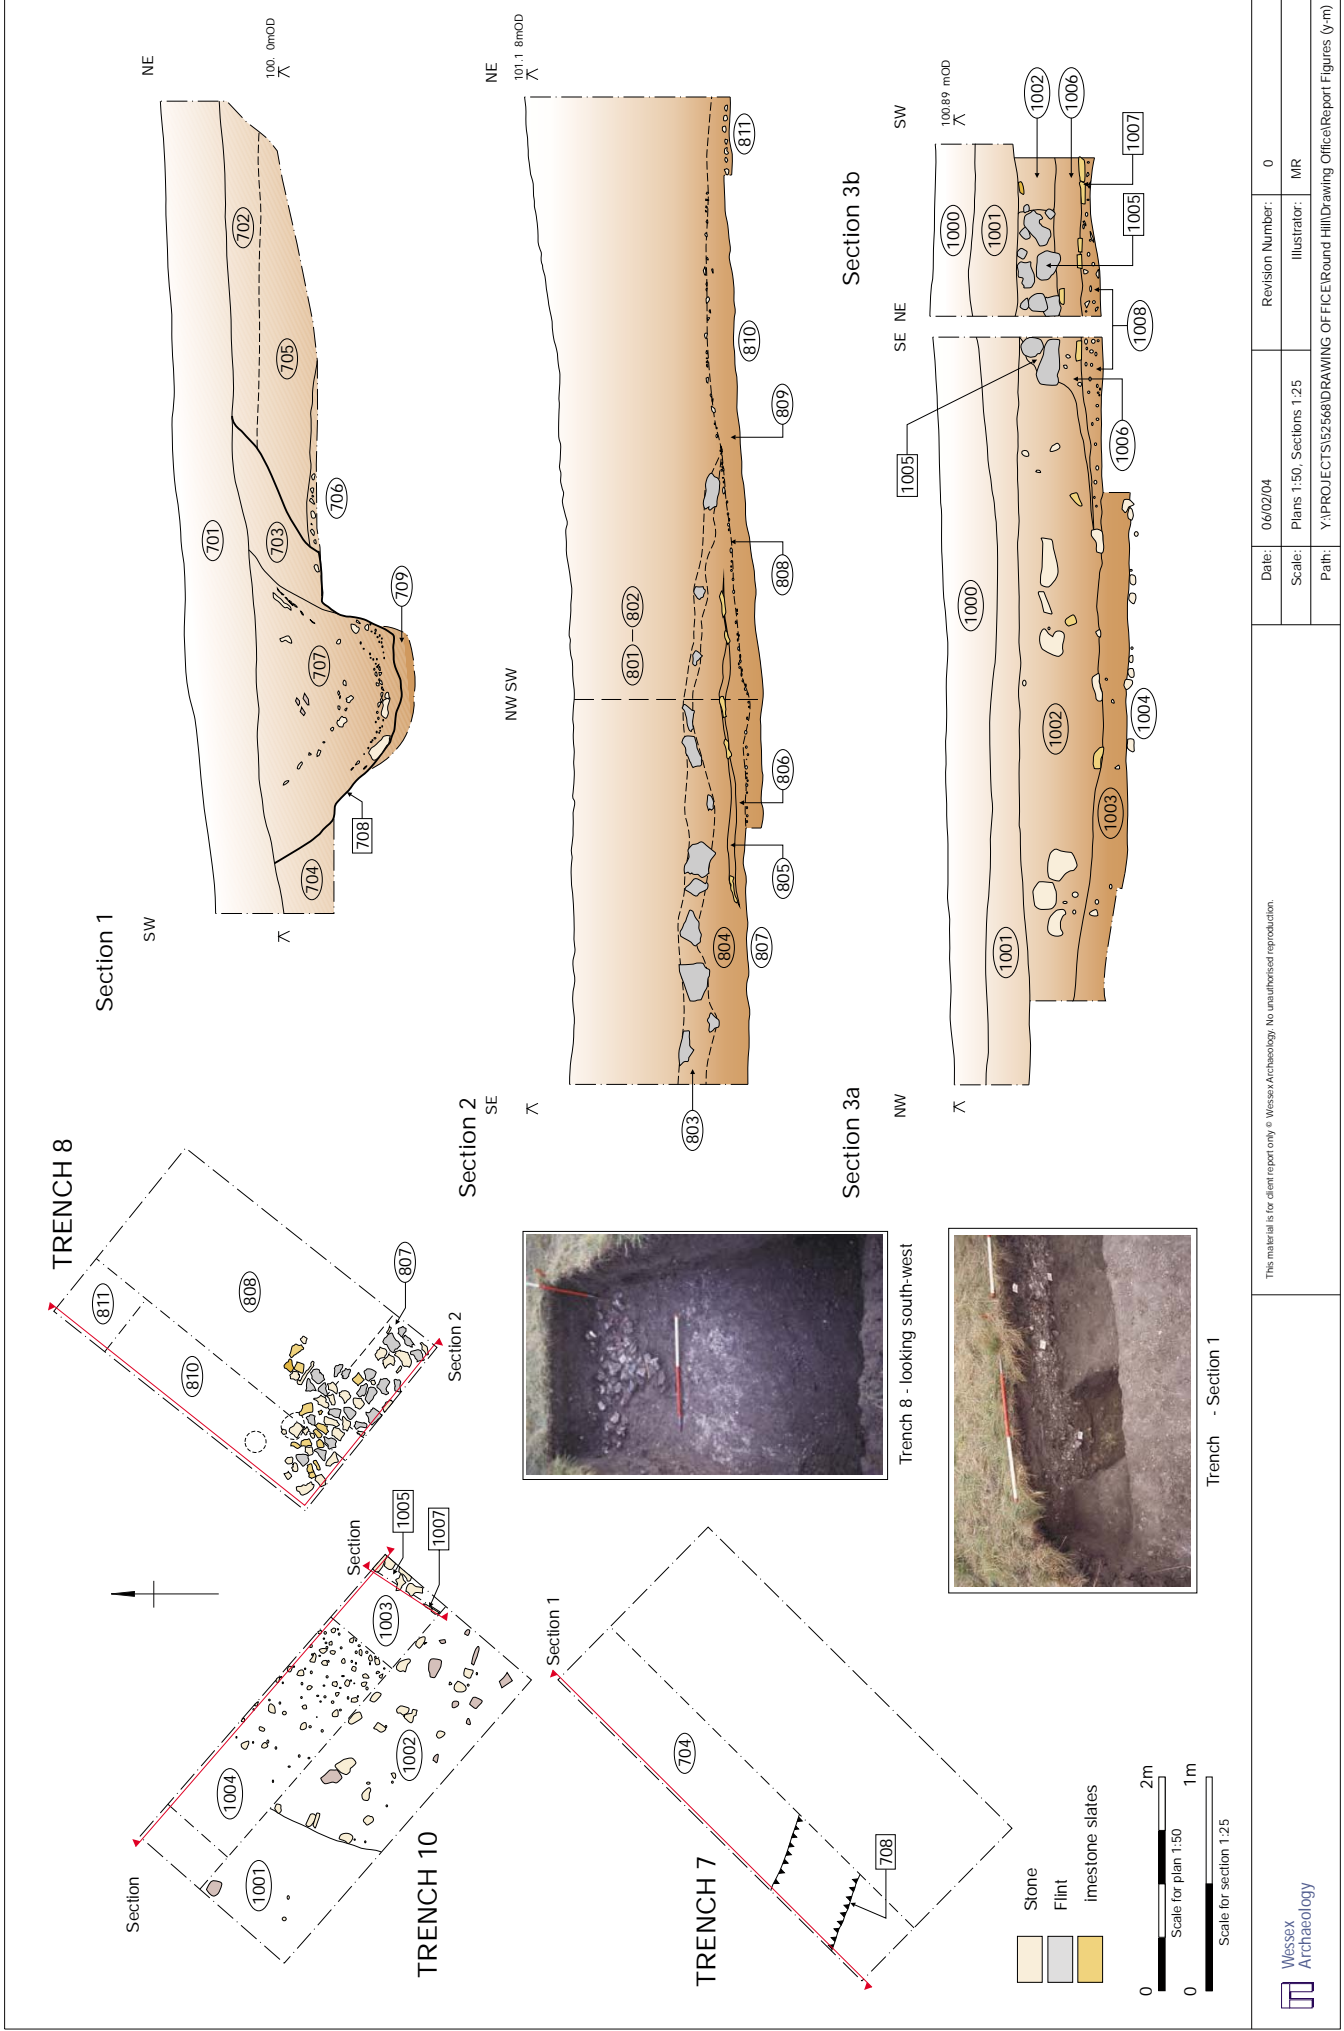 TRENCH 10
Section
Section
1001
1004
1002
1003
1005
1007
TRENCH 8
811
810
808
807
Section 2
TRENCH 7
Section 1
704
708
Stone
Flint
imestone slates
0
2m
Scale for plan 1:50
0
1m
Scale for section 1:25
Section 1
SW
NE
100. 0mOD
701
702
703
704
705
706
707
708
709
Section 2
SE
NW SW
NE
101.1 8mOD
801
802
803
804
805
806
807
808
809
810
811
Section 3a
NW
SE
1000
1001
1002
1003
1004
1005
1006
1008
Section 3b
NE
SW
100.89 mOD
1000
1001
1002
1006
1005
1007
Trench 8 - looking south-west
Trench - Section 1
Wessex
Archaeology
This material is for client report only © Wessex Archaeology. No unauthorised reproduction.
Date: 06/02/04
Revision Number: 0
Scale: Plans 1:50, Sections 1:25
Illustrator: MR
Path: Y:\PROJECTS\52568\DRAWING OFFICE\Round Hill\Drawing Office\Report Figures (y-m)